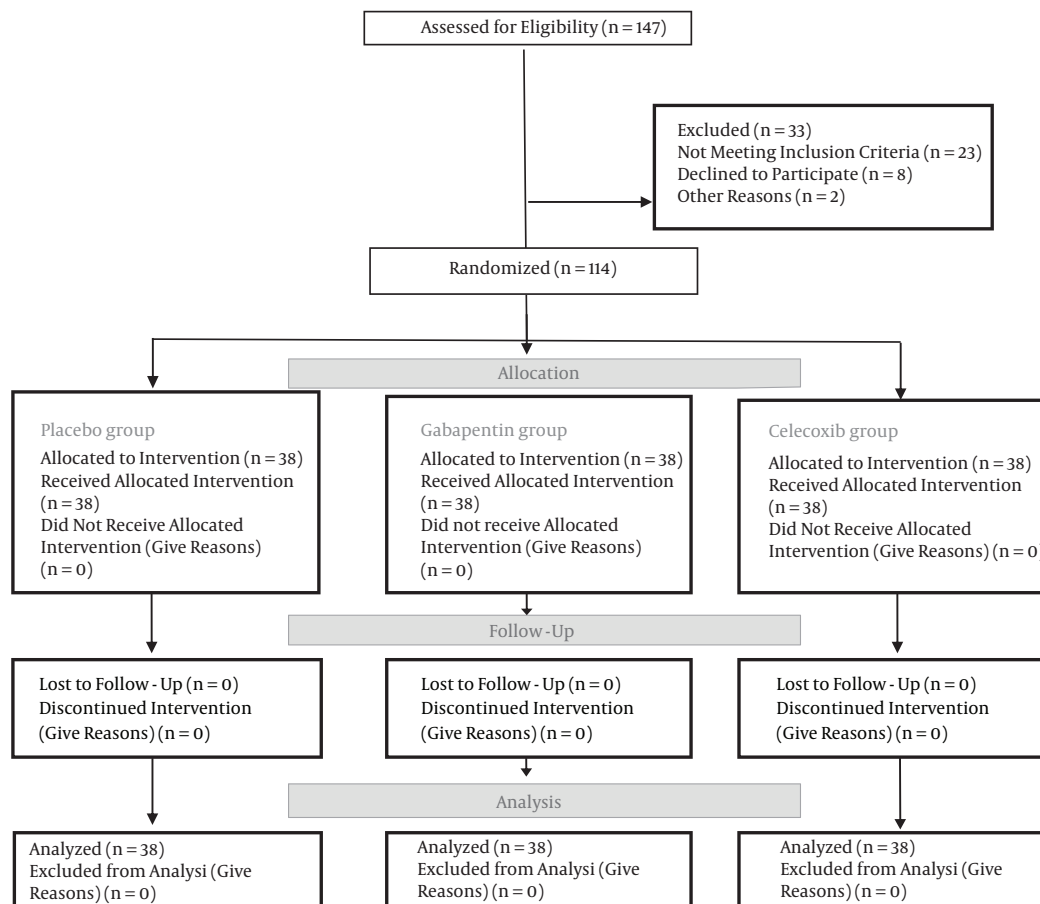 Assessed for Eligibility (n = 147)
Excluded (n = 33)
Not Meeting Inclusion Criteria (n = 23)
Declined to Participate (n = 8)
Other Reasons (n = 2)
Randomized (n = 114)
Allocation
Placebo group
Allocated to Intervention (n = 38)
Received Allocated Intervention
(n = 38)
Did Not Receive Allocated
Intervention (Give Reasons)
(n = 0)
Gabapentin group
Allocated to Intervention (n = 38)
Received Allocated Intervention
(n = 38)
Did not receive Allocated
Intervention (Give Reasons)
(n = 0)
Celecoxib group
Allocated to Intervention (n = 38)
Received Allocated Intervention
(n = 38)
Did Not Receive Allocated
Intervention (Give Reasons) (n = 0)
Follow-Up
Lost to Follow - Up (n = 0)
Discontinued Intervention
(Give Reasons) (n = 0)
Lost to Follow - Up (n = 0)
Discontinued Intervention
(Give Reasons) (n = 0)
Lost to Follow - Up (n = 0)
Discontinued Intervention
(Give Reasons) (n = 0)
Analysis
Analyzed (n = 38)
Excluded from Analysi (Give
Reasons) (n = 0)
Analyzed (n = 38)
Excluded from Analysi (Give
Reasons) (n = 0)
Analyzed (n = 38)
Excluded from Analysi (Give
Reasons) (n = 0)